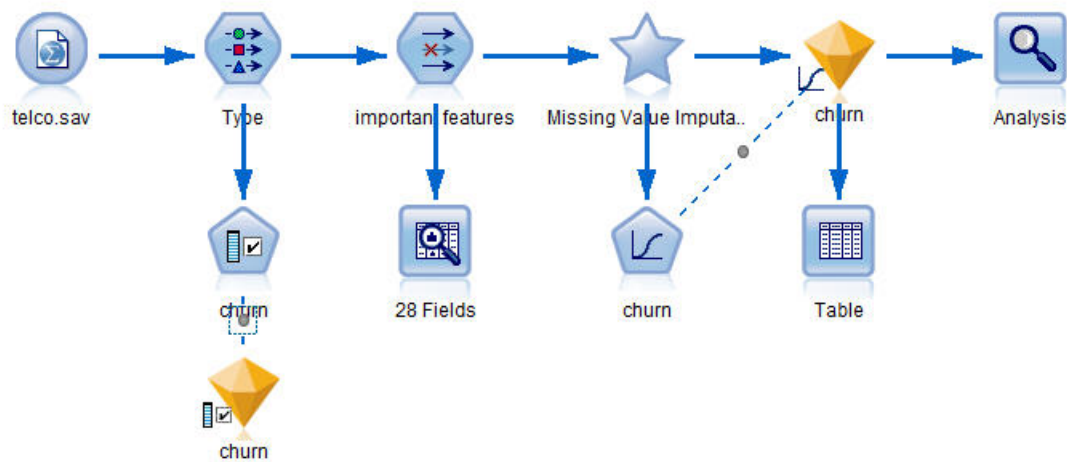 telco.sav
Type
important features
Missing Value Imputa..
churn
Analysis
churn
28 Fields
churn
Table
churn